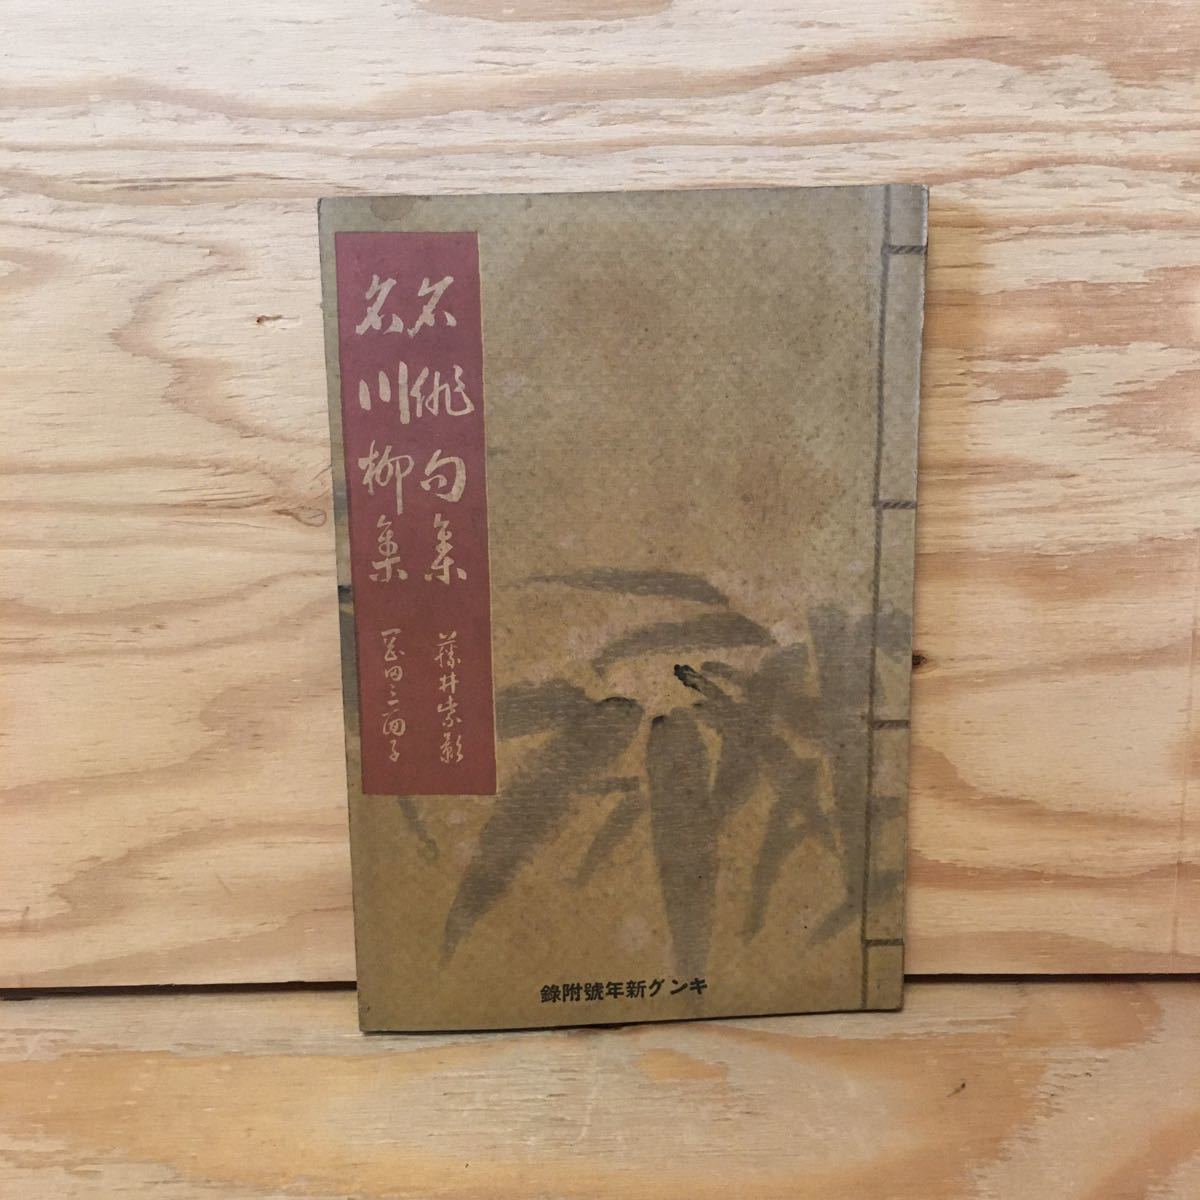 名俳句集 藤井紫影
名川柳集 岡田三面子
キング新年號附錄